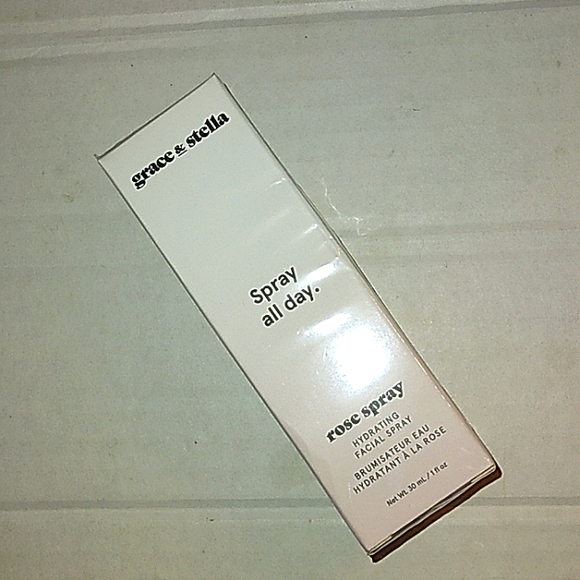 grace & stella
Spray
all day.
rose spray
HYDRATING
FACIAL SPRAY
BRUMISATEUR EAU
HYDRATANT À LA ROSE
Net Wt. 30 mL / 1 fl oz